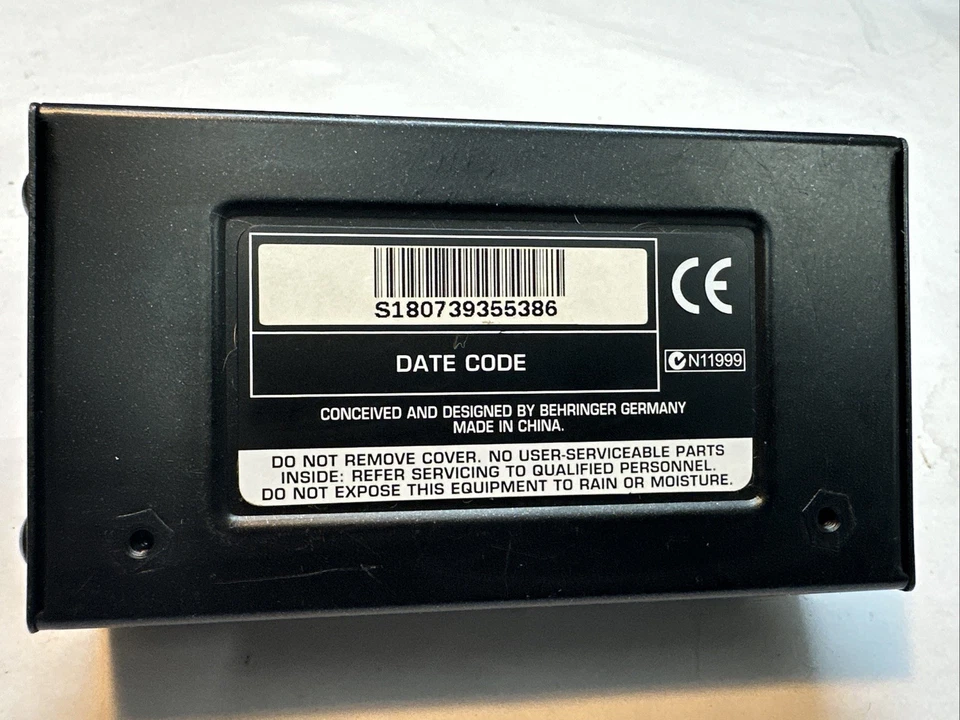 S180739355386
CE
DATE CODE
N11999
CONCEIVED AND DESIGNED BY BEHRINGER GERMANY
MADE IN CHINA.
DO NOT REMOVE COVER. NO USER-SERVICEABLE PARTS
INSIDE: REFER SERVICING TO QUALIFIED PERSONNEL.
DO NOT EXPOSE THIS EQUIPMENT TO RAIN OR MOISTURE.